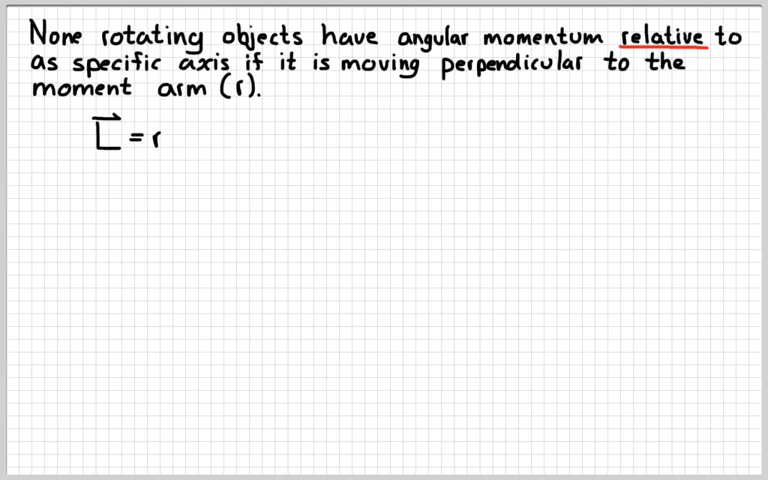 None rotating objects have angular momentum relative to
as specific axis if it is moving perpendicular to the
moment arm (r).
L⃗ = r